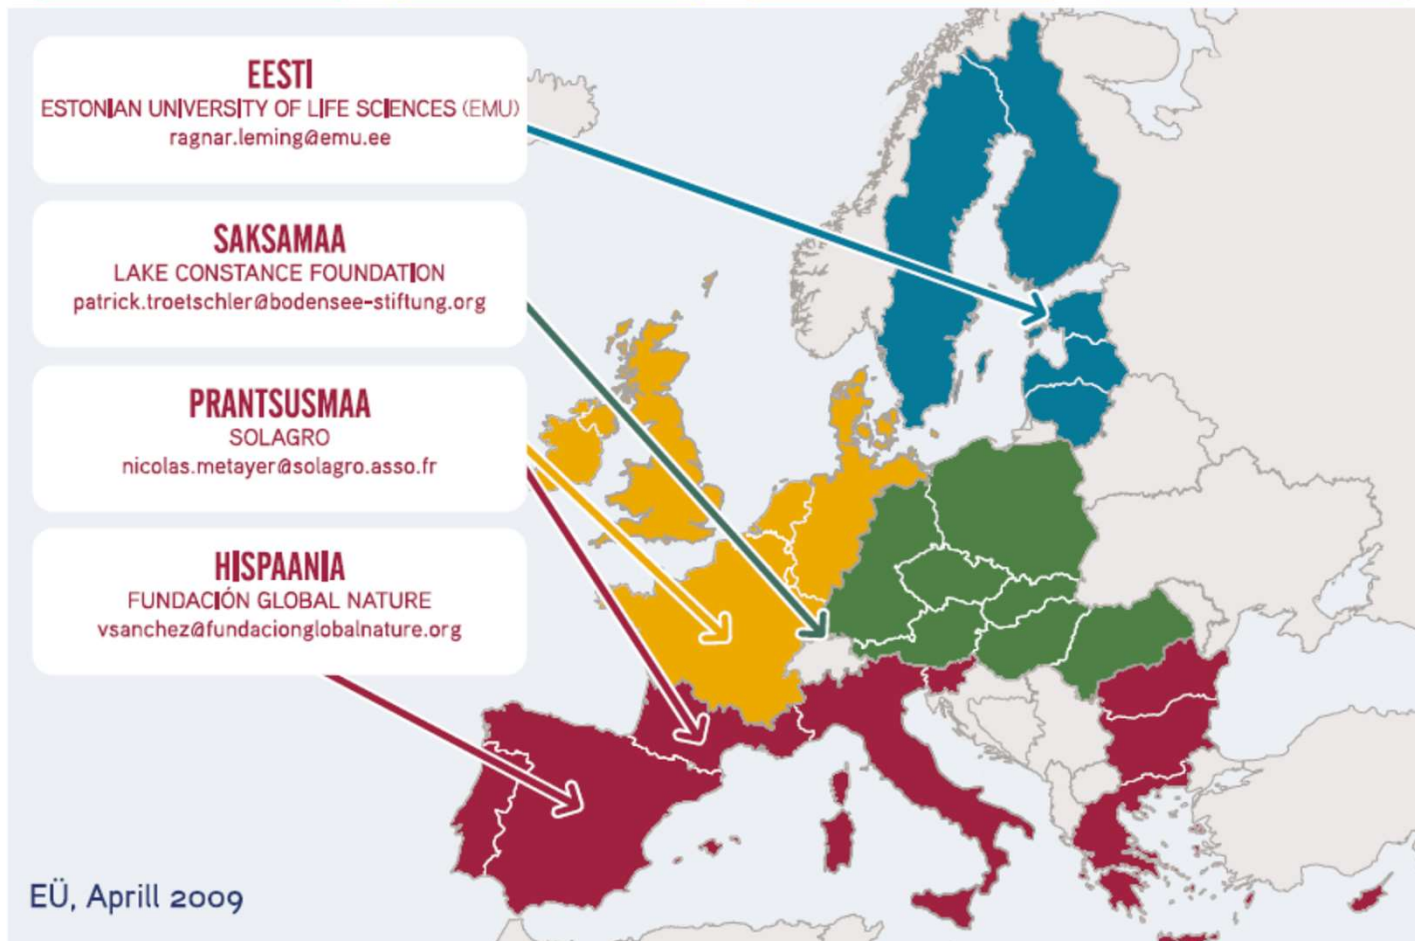 EESTI
ESTONIAN UNIVERSITY OF LIFE SCIENCES (EMU)
ragnar.leming@emu.ee
SAKSAMAA
LAKE CONSTANCE FOUNDATION
patrick.troetschler@bodensee-stiftung.org
PRANTSUSMAA
SOLAGRO
nicolas.metayer@solagro.asso.fr
HISPAANIA
FUNDACIÓN GLOBAL NATURE
vsanchez@fundacionglobalnature.org
EÜ, Aprill 2009